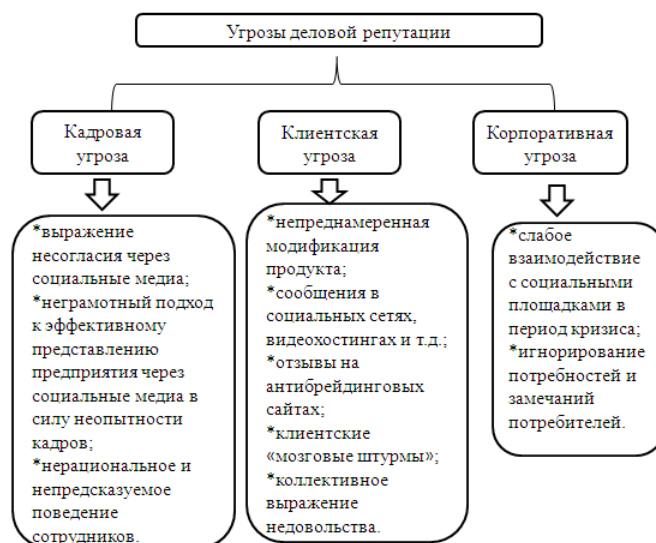 Угрозы деловой репутации
Кадровая
угроза
Клиентская
угроза
Корпоративная
угроза
*выражение
несогласия через
социальные медиа;
*неграмотный подход
к эффективному
представлению
предприятия через
социальные медиа в
силу неопытности
кадров;
*нерациональное и
непредсказуемое
поведение
сотрудников.
*непреднамеренная
модификация
продукта;
*сообщения в
социальных сетях,
видеохостингах и т.д.;
*отзывы на
антибрейдинговых
сайтах;
*клиентские
«мозговые штурмы»;
*коллективное
выражение
недовольства.
*слабое
взаимодействие
с социальными
площадками в
период кризиса;
*игнорирование
потребностей и
замечаний
потребителей.